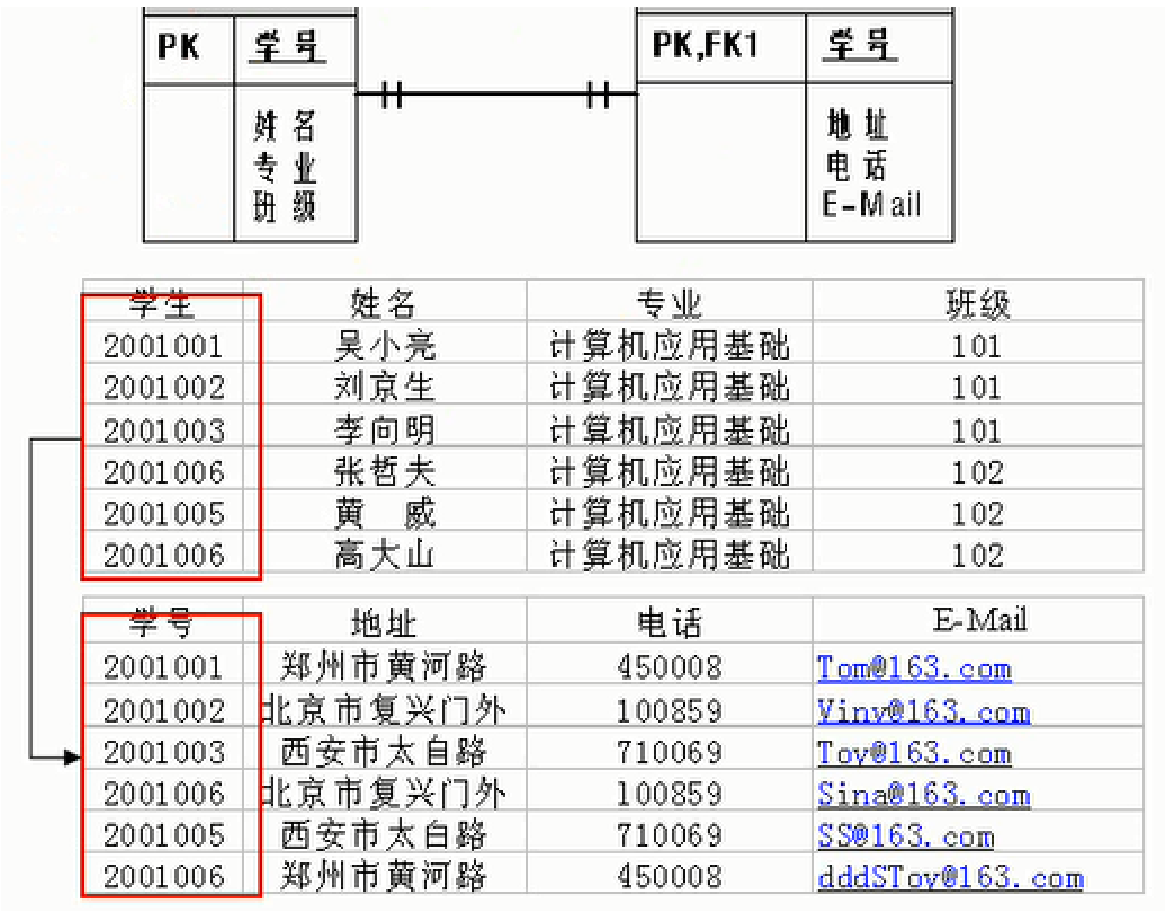 PK 学号 PK,FK1 学号
姓名 地址
专业 电话
班级 E-Mail
学生 姓名 专业 班级
2001001 吴小亮 计算机应用基础 101
2001002 刘京生 计算机应用基础 101
2001003 李向明 计算机应用基础 101
2001006 张哲夫 计算机应用基础 102
2001005 黄 威 计算机应用基础 102
2001006 高大山 计算机应用基础 102
学号 地址 电话 E-Mail
2001001 郑州市黄河路 450008 Tom@163.com
2001002 北京市复兴门外 100859 Yinv@163.com
2001003 西安市太白路 710069 Toy@163.com
2001006 北京市复兴门外 100859 Sina@163.com
2001005 西安市太白路 710069 SS@163.com
2001006 郑州市黄河路 450008 dddSToy@163.com